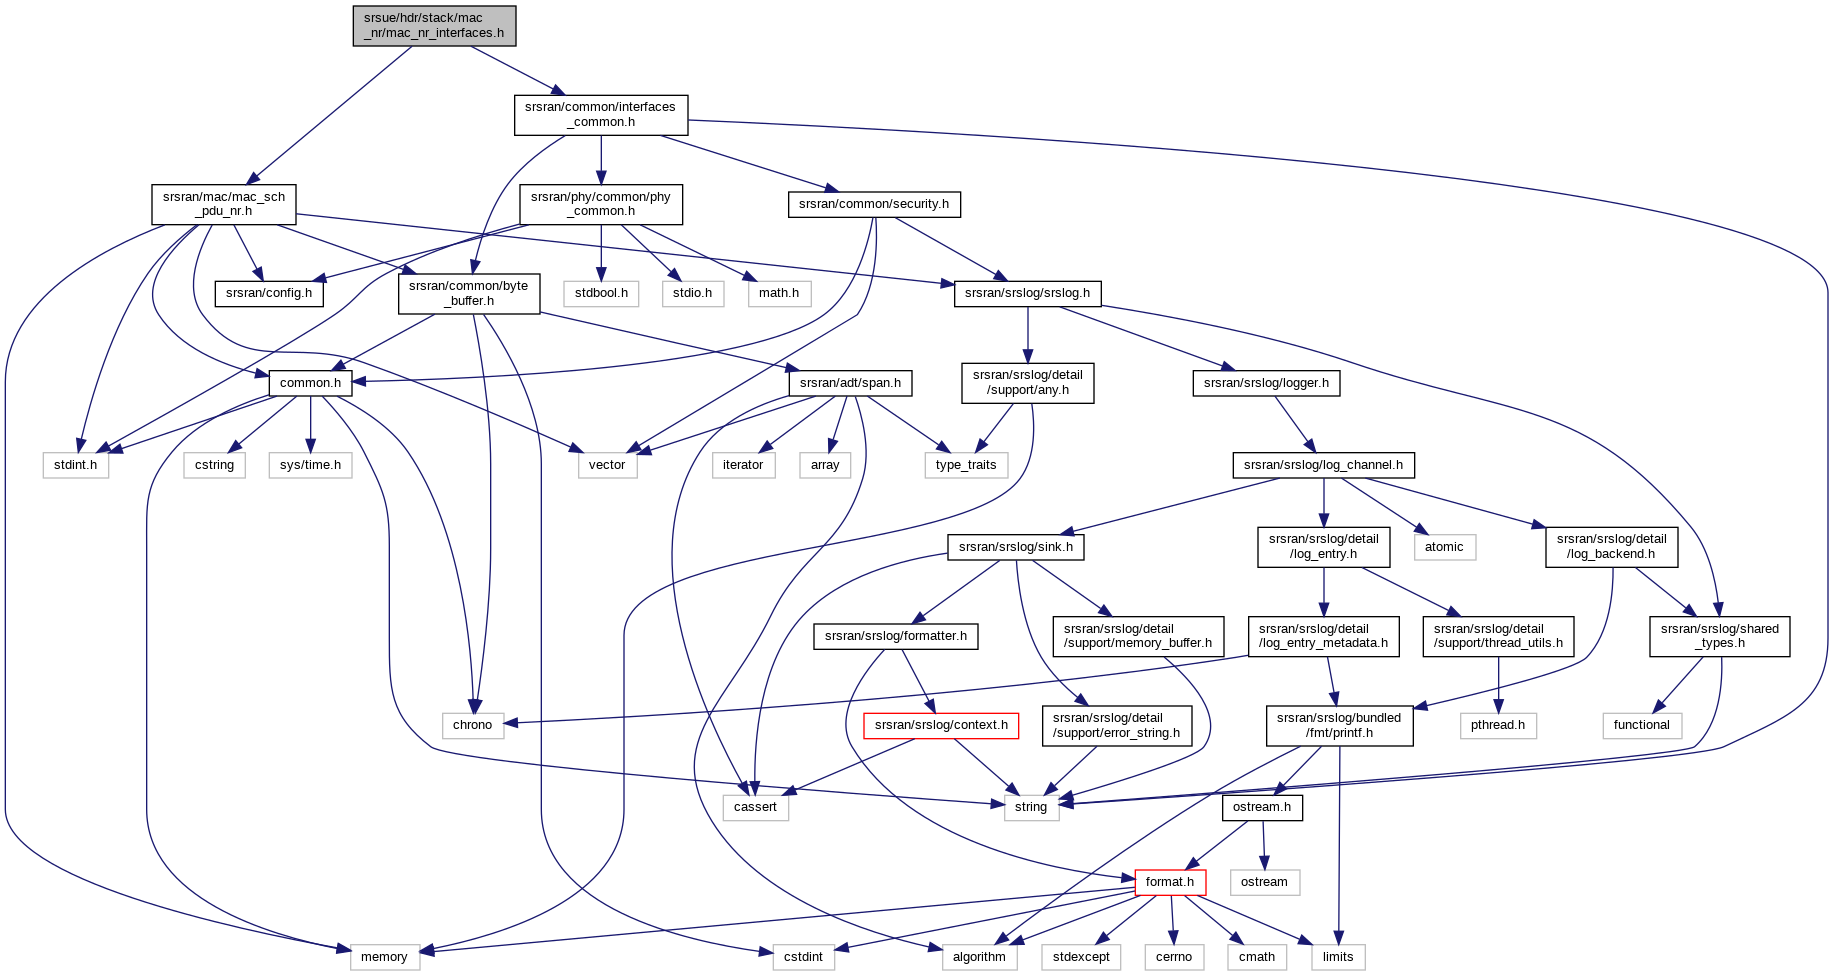 srsue/hdr/stack/mac
_nr/mac_nr_interfaces.h
srsran/common/interfaces
_common.h
srsran/mac/mac_sch
_pdu_nr.h
srsran/phy/common/phy
_common.h
srsran/common/security.h
srsran/config.h
srsran/common/byte
_buffer.h
stdbool.h
stdio.h
math.h
srsran/srslog/srslog.h
common.h
srsran/adt/span.h
srsran/srslog/detail
/support/any.h
srsran/srslog/logger.h
stdint.h
cstring
sys/time.h
vector
iterator
array
type_traits
srsran/srslog/log_channel.h
srsran/srslog/sink.h
srsran/srslog/detail
/log_entry.h
atomic
srsran/srslog/detail
/log_backend.h
srsran/srslog/formatter.h
srsran/srslog/detail
/support/memory_buffer.h
srsran/srslog/detail
/log_entry_metadata.h
srsran/srslog/detail
/support/thread_utils.h
srsran/srslog/shared
_types.h
chrono
srsran/srslog/context.h
srsran/srslog/detail
/support/error_string.h
srsran/srslog/bundled
/fmt/printf.h
pthread.h
functional
cassert
string
ostream.h
format.h
ostream
memory
cstdint
algorithm
stdexcept
cerrno
cmath
limits